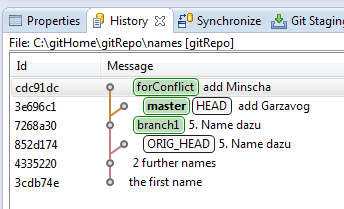 Properties History Synchronize Git Staging
File: C:\gitHome\gitRepo\names [gitRepo]
Id Message
cdc91dc forConflict add Minscha
3e696c1 master HEAD add Garzavog
7268a30 branch1 5. Name dazu
852d174 ORIG_HEAD 5. Name dazu
4335220 2 further names
3cdb74e the first name